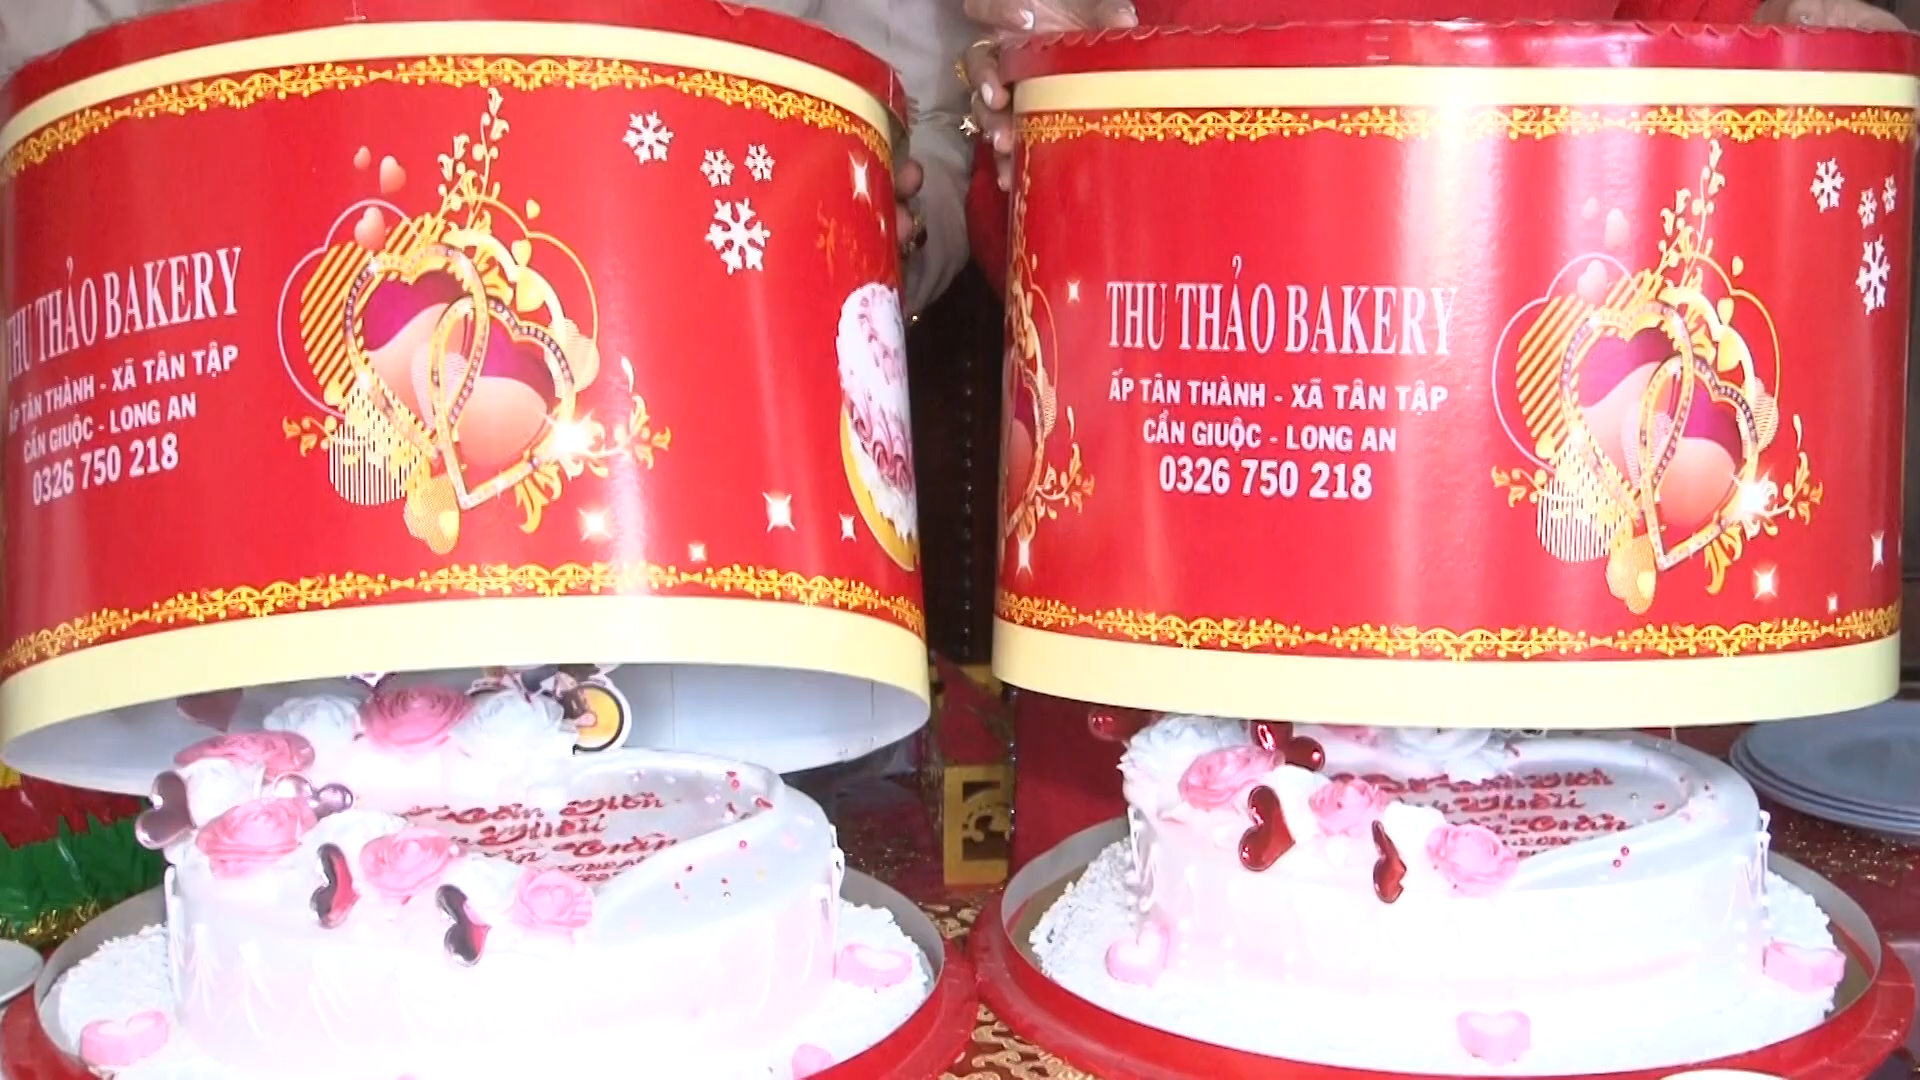 THU THẢO BAKERY
ẤP TÂN THÀNH - XÃ TÂN TẬP
CẦN GIUỘC - LONG AN
0326 750 218
THU THẢO BAKERY
ẤP TÂN THÀNH - XÃ TÂN TẬP
CẦN GIUỘC - LONG AN
0326 750 218